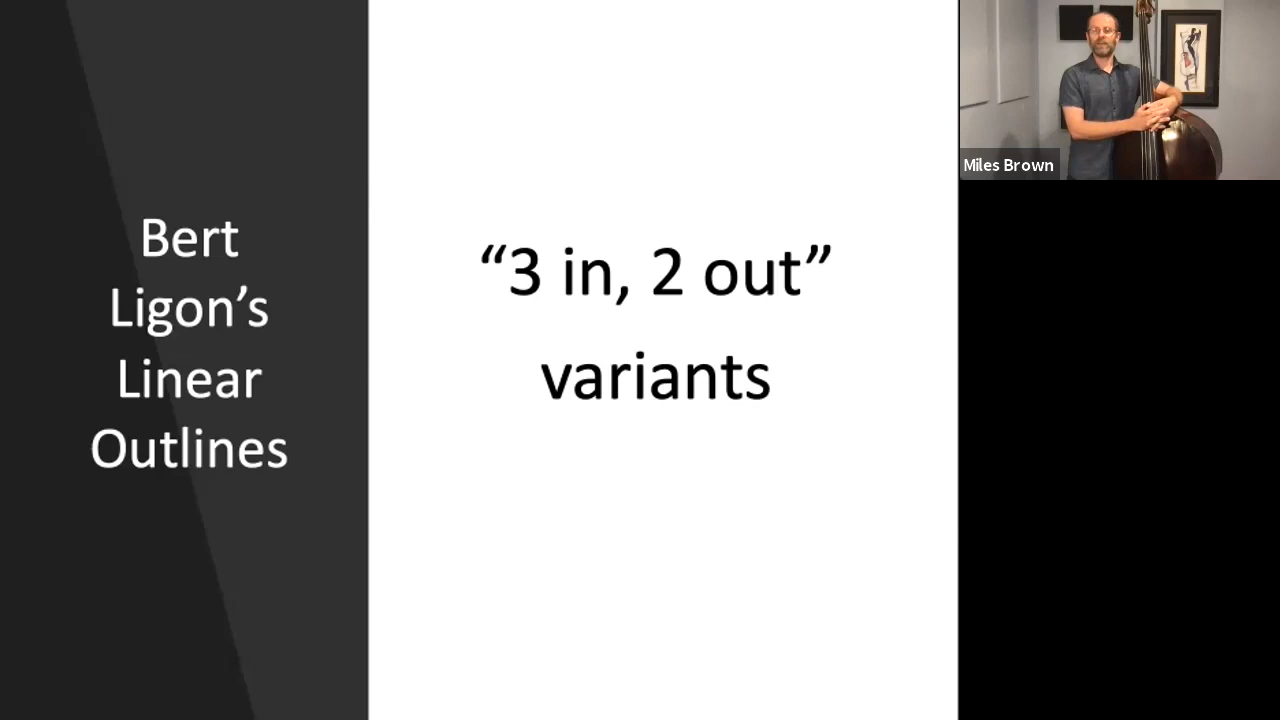 Bert
Ligon’s
Linear
Outlines
“3 in, 2 out”
variants
Miles Brown